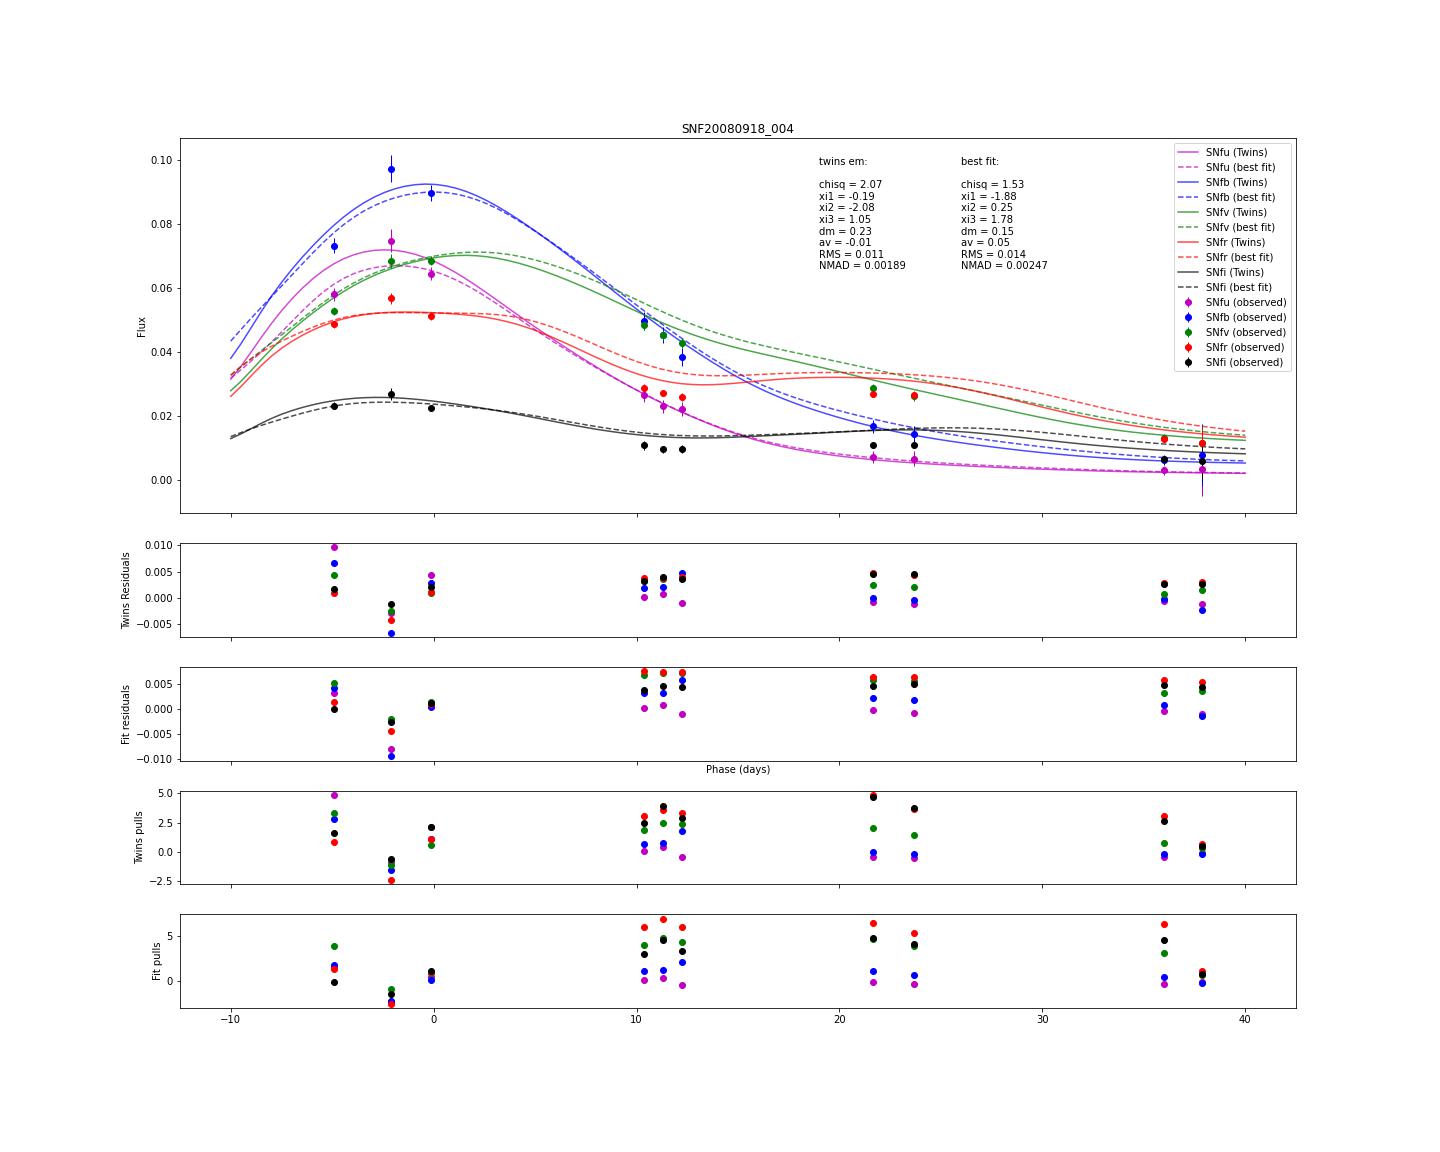 SNF20080918_004
0.10
0.08
0.06
0.04
0.02
0.00
Flux
twins em:
chisq = 2.07
xi1 = -0.19
xi2 = -2.08
xi3 = 1.05
dm = 0.23
av = -0.01
RMS = 0.011
NMAD = 0.00189
best fit:
chisq = 1.53
xi1 = -1.88
xi2 = 0.25
xi3 = 1.78
dm = 0.15
av = 0.05
RMS = 0.014
NMAD = 0.00247
SNfu (Twins)
SNfu (best fit)
SNfb (Twins)
SNfb (best fit)
SNfv (Twins)
SNfv (best fit)
SNfr (Twins)
SNfr (best fit)
SNfi (Twins)
SNfi (best fit)
SNfu (observed)
SNfb (observed)
SNfv (observed)
SNfr (observed)
SNfi (observed)
0.010
0.005
0.000
−0.005
Twins Residuals
0.005
0.000
−0.005
−0.010
Fit residuals
Phase (days)
5.0
2.5
0.0
−2.5
Twins pulls
5
0
Fit pulls
−10
0
10
20
30
40